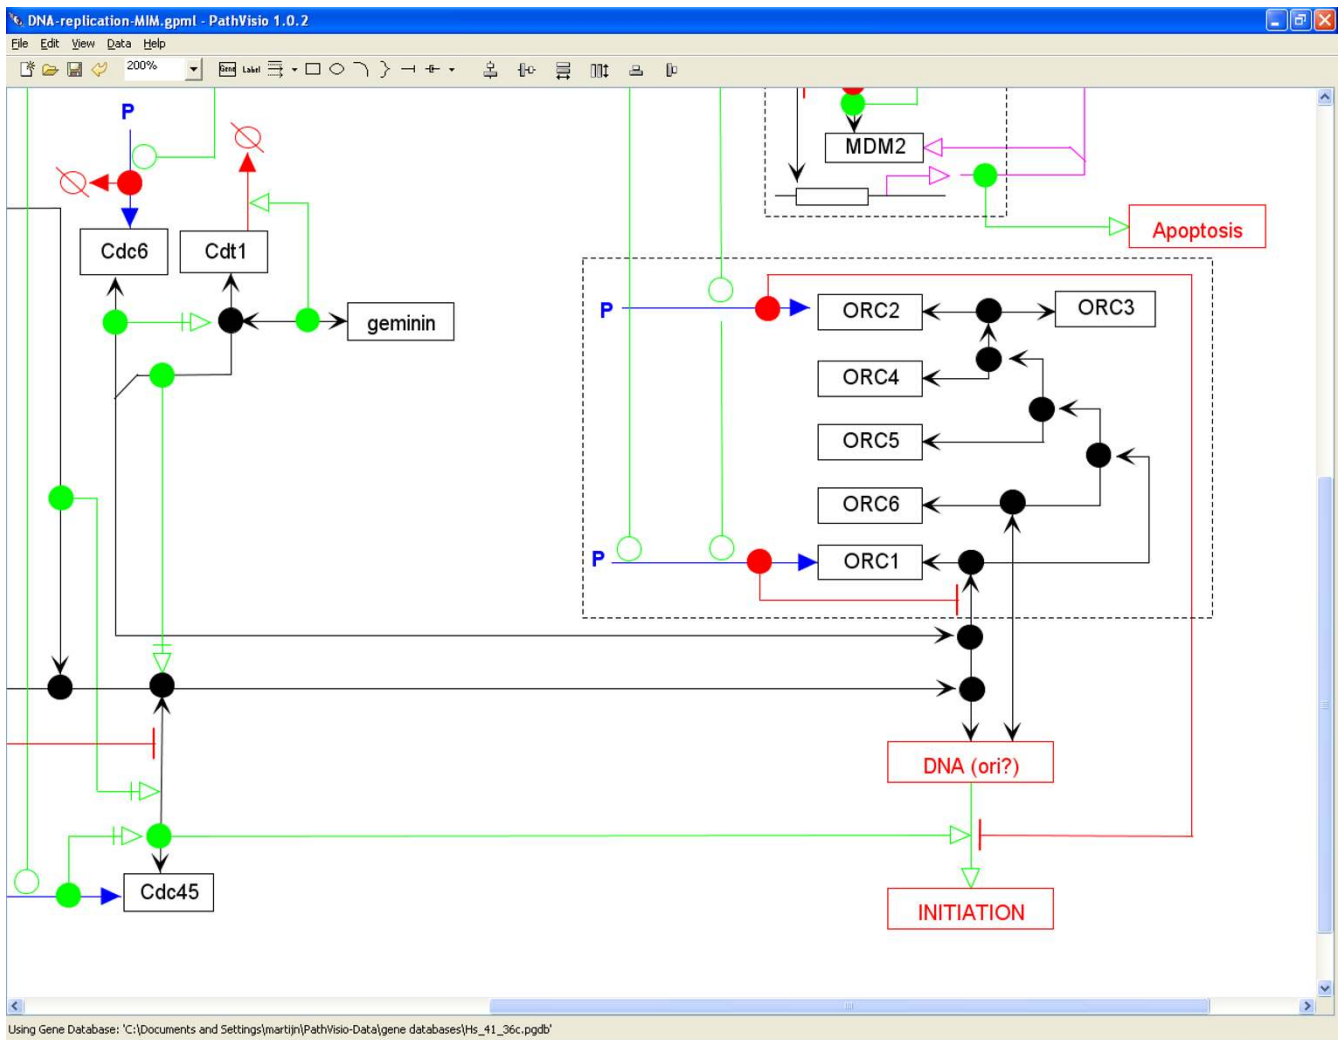 DNA-replication-MIM.gpml - PathVisio 1.0.2
File Edit View Data Help
200%
Gene Label
P
MDM2
Apoptosis
Cdc6
Cdt1
geminin
P
ORC2
ORC3
ORC4
ORC5
ORC6
P
ORC1
DNA (ori?)
Cdc45
INITIATION
Using Gene Database: 'C:\Documents and Settings\martijn\PathVisio-Data\gene databases\Hs_41_36c.pgdb'